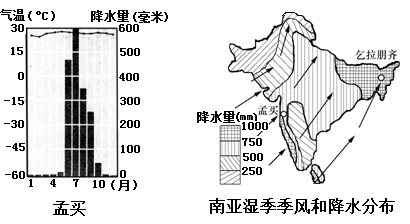 气温(°C) 降水量(毫米)
30 600
15 500
0 400
-15 300
-30 200
-45 100
-60 0
1 4 7 10 (月)
孟买
乞拉朋齐
孟买
降水量(mm)
1000
750
500
250
南亚湿季季风和降水分布